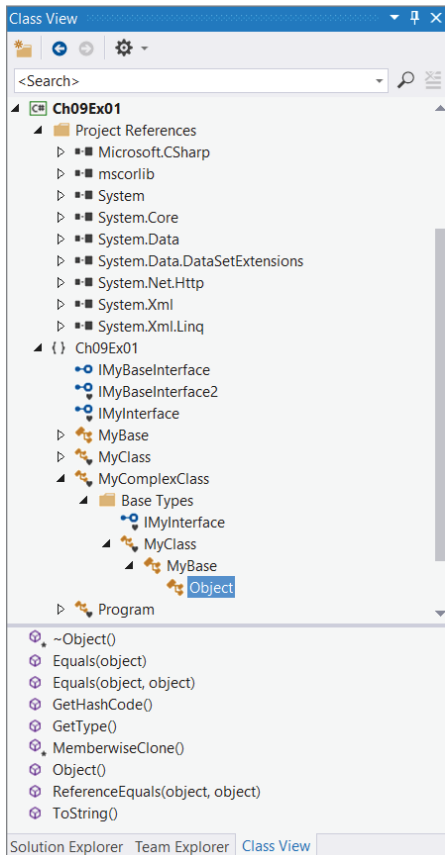 Class View
<Search>
C# Ch09Ex01
Project References
Microsoft.CSharp
mscorlib
System
System.Core
System.Data
System.Data.DataSetExtensions
System.Net.Http
System.Xml
System.Xml.Linq
{ } Ch09Ex01
IMyBaseInterface
IMyBaseInterface2
IMyInterface
MyBase
MyClass
MyComplexClass
Base Types
IMyInterface
MyClass
MyBase
Object
Program
~Object()
Equals(object)
Equals(object, object)
GetHashCode()
GetType()
MemberwiseClone()
Object()
ReferenceEquals(object, object)
ToString()
Solution Explorer Team Explorer Class View